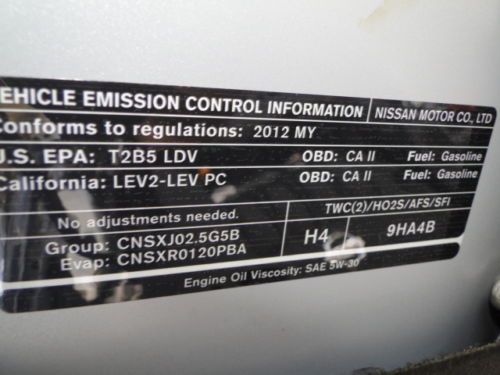 EHICLE EMISSION CONTROL INFORMATION NISSAN MOTOR CO., LTD
Conforms to regulations: 2012 MY
U.S. EPA: T2B5 LDV OBD: CA II Fuel: Gasoline
California: LEV2-LEV PC OBD: CA II Fuel: Gasoline
No adjustments needed. TWC(2)/HO2S/AFS/SFI
Group: CNSXJ02.5G5B H4 9HA4B
Evap: CNSXR0120PBA
Engine Oil Viscosity: SAE 5W-30